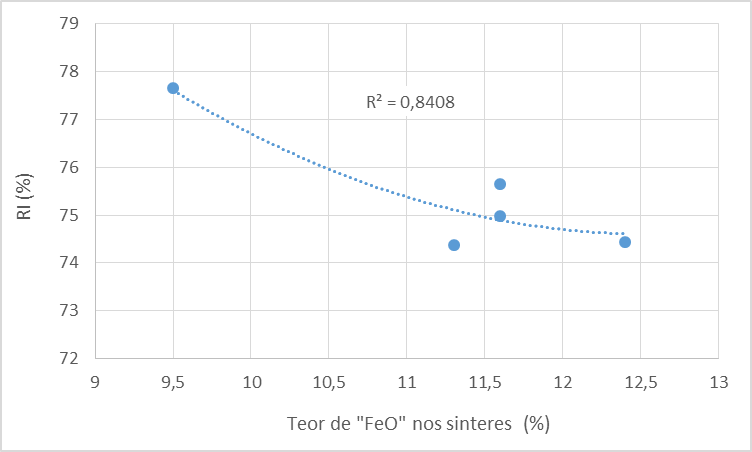 79
78
77
76
75
74
73
72
RI (%)
R² = 0,8408
9 9,5 10 10,5 11 11,5 12 12,5 13
Teor de "FeO" nos sinteres (%)